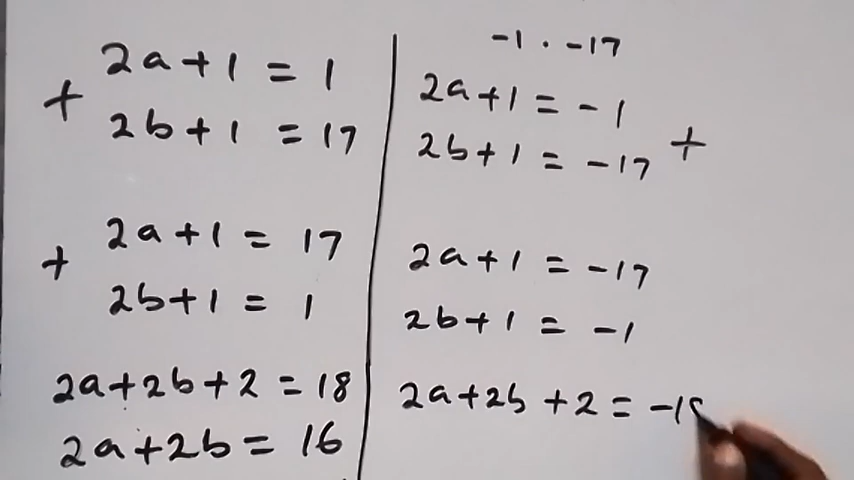 2a+1 = 1
+
2b+1 = 17
2a+1 = 17
+
2b+1 = 1
2a+2b+2 = 18
2a+2b = 16
-1 . -17
2a+1 = -1
2b+1 = -17
+
2a+1 = -17
2b+1 = -1
2a+2b+2 =